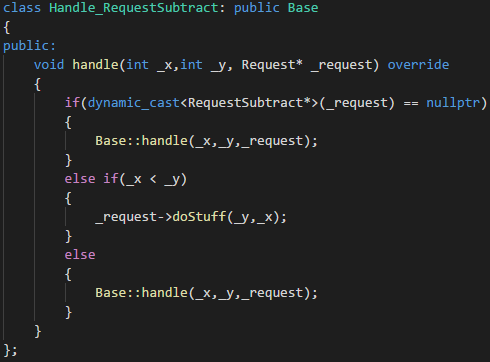 class Handle_RequestSubtract: public Base
{
public:
    void handle(int _x,int _y, Request* _request) override
    {
        if(dynamic_cast<RequestSubtract*>(_request) == nullptr)
        {
            Base::handle(_x,_y,_request);
        }
        else if(_x < _y)
        {
            _request->doStuff(_y,_x);
        }
        else
        {
            Base::handle(_x,_y,_request);
        }
    }
};